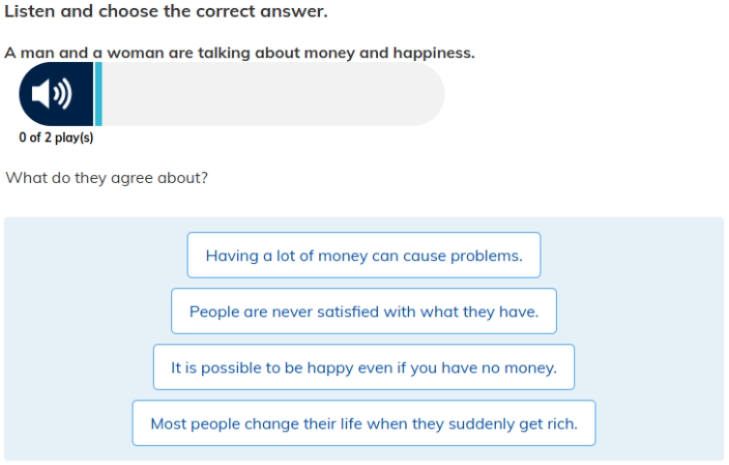 Listen and choose the correct answer.
A man and a woman are talking about money and happiness.
0 of 2 play(s)
What do they agree about?
Having a lot of money can cause problems.
People are never satisfied with what they have.
It is possible to be happy even if you have no money.
Most people change their life when they suddenly get rich.